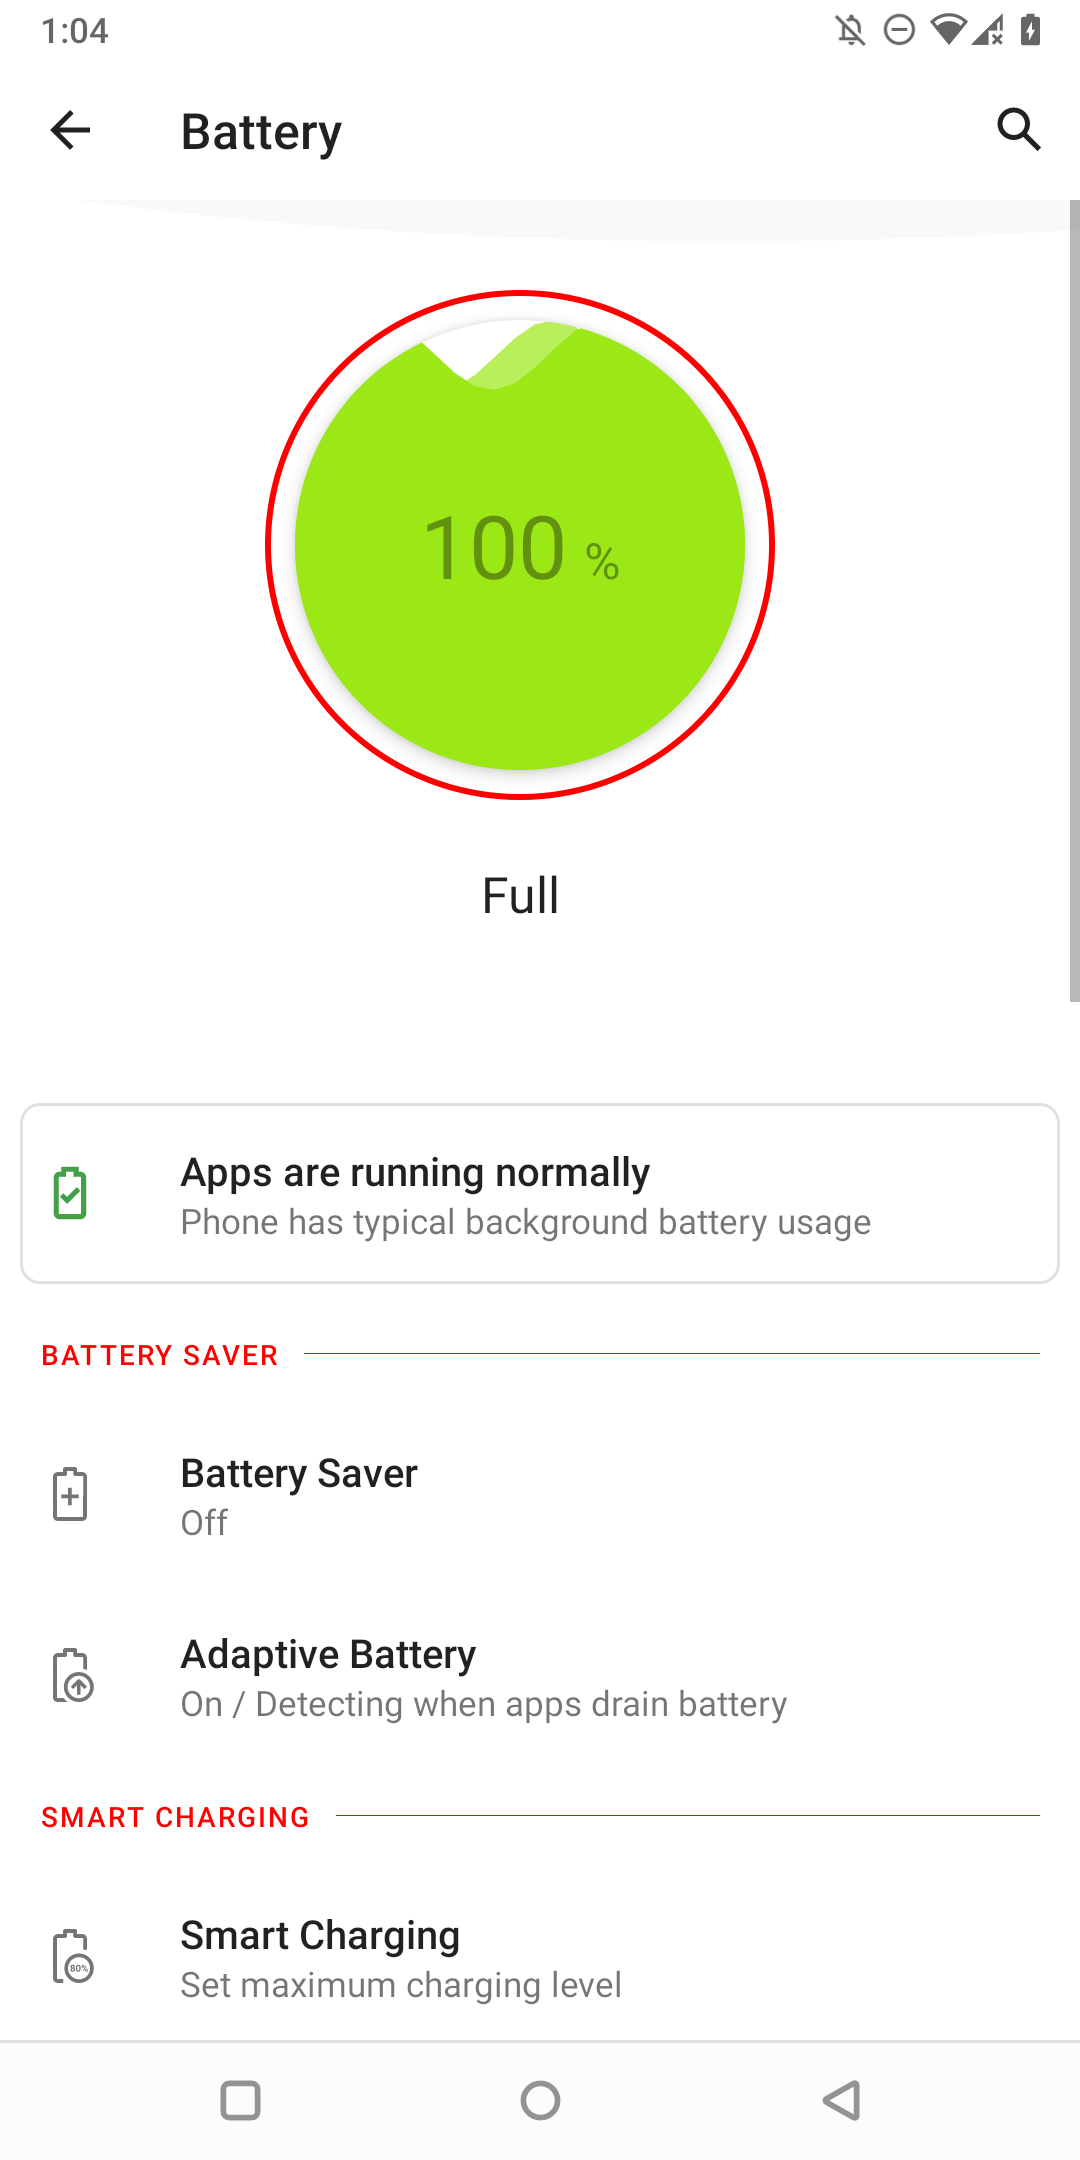 1:04
Battery
100 %
Full
Apps are running normally
Phone has typical background battery usage
BATTERY SAVER
Battery Saver
Off
Adaptive Battery
On / Detecting when apps drain battery
SMART CHARGING
Smart Charging
80%
Set maximum charging level